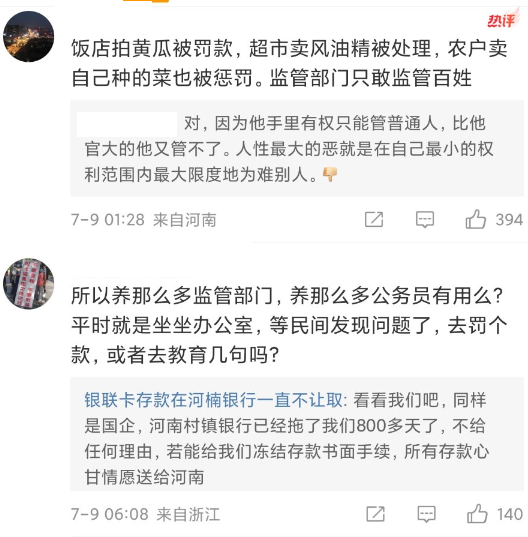 热评
饭店拍黄瓜被罚款，超市卖风油精被处理，农户卖
自己种的菜也被惩罚。监管部门只敢监管百姓
对，因为他手里有权只能管普通人，比他
官大的他又管不了。人性最大的恶就是在自己最小的权
利范围内最大限度地为难别人。👎
7-9 01:28 来自河南
394
所以养那么多监管部门，养那么多公务员有用么？
平时就是坐坐办公室，等民间发现问题了，去罚个
款，或者去教育几句吗？
银联卡存款在河楠银行一直不让取: 看看我们吧，同样
是国企，河南村镇银行已经拖了我们800多天了，不给
任何理由，若能给我们冻结存款书面手续，所有存款心
甘情愿送给河南
7-9 06:08 来自浙江
140